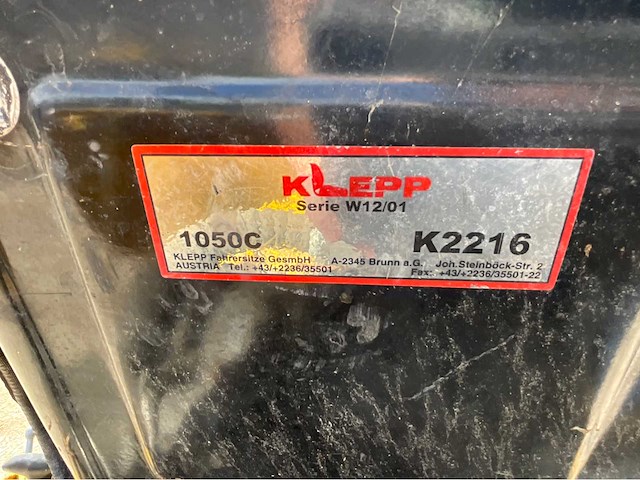 KLEPP
Serie W12/01
1050C K2216
KLEPP Fahrersitze GesmbH A-2345 Brunn a.G. Joh.Steinböck-Str. 2
AUSTRIA Tel.: +43/+2236/35501 Fax: +43/+2236/35501-22